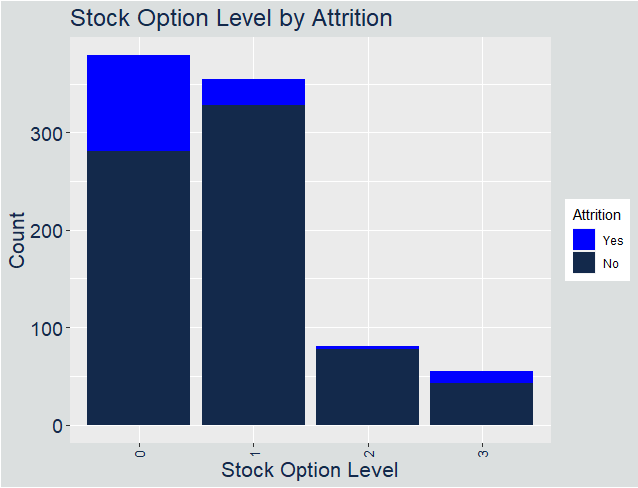 Stock Option Level by Attrition
Count
300
200
100
0
0
1
2
3
Stock Option Level
Attrition
Yes
No